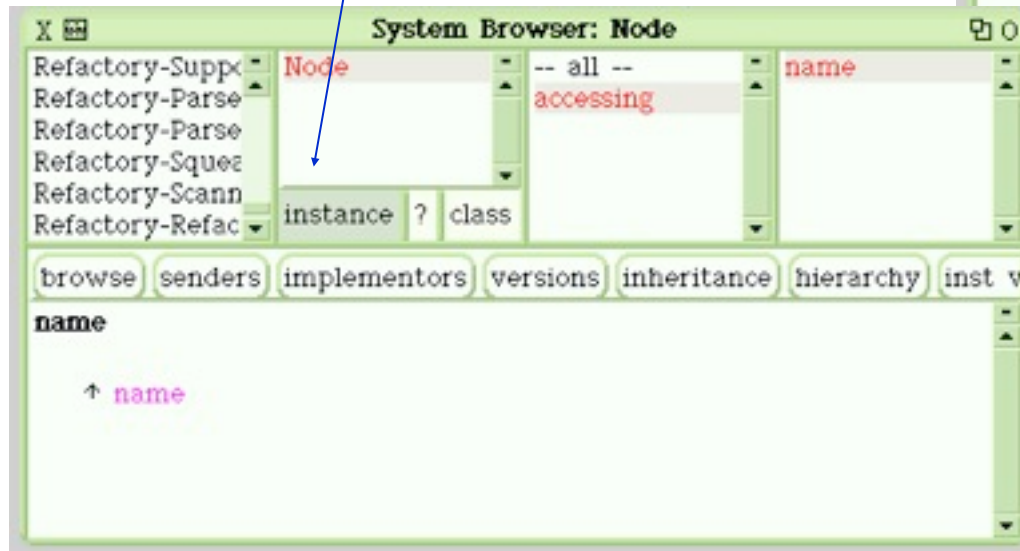 X System Browser: Node
Refactory-Suppo
Refactory-Parse
Refactory-Parse
Refactory-Squea
Refactory-Scann
Refactory-Refac
Node
instance ? class
-- all --
accessing
name
browse senders implementors versions inheritance hierarchy inst v
name
↑ name